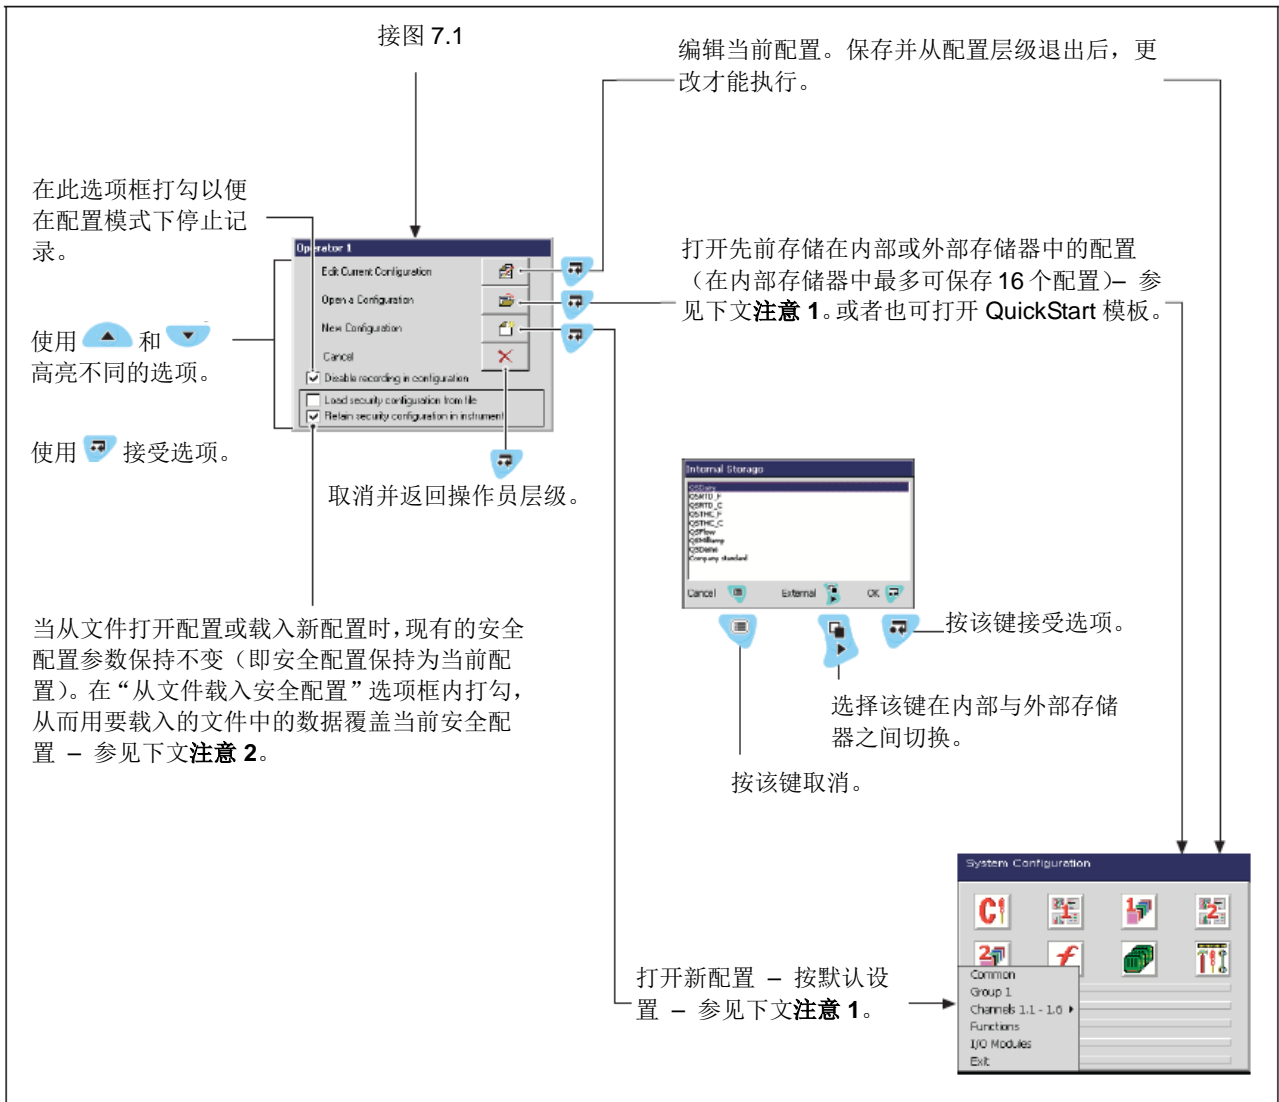 接图 7.1
编辑当前配置。保存并从配置层级退出后，更
改才能执行。
在此选项框打勾以便
在配置模式下停止记
录。
Operator 1
Edit Current Configuration
Open a Configuration
New Configuration
Cancel
Disable recording in configuration
Load security configuration from file
Retain security configuration in instrument
打开先前存储在内部或外部存储器中的配置
（在内部存储器中最多可保存 16 个配置）– 参
见下文注意 1。或者也可打开 QuickStart 模板。
使用 和
高亮不同的选项。
使用 接受选项。
取消并返回操作员层级。
Internal Storage
QSRTD_F
QSRTD_C
QSTHC_F
QSTHC_C
QSFlow
QSMilliamp
QSDemo
Company standard
Cancel External OK
按该键接受选项。
选择该键在内部与外部存储
器之间切换。
按该键取消。
当从文件打开配置或载入新配置时，现有的安全
配置参数保持不变（即安全配置保持为当前配
置）。在“从文件载入安全配置”选项框内打勾，
从而用要载入的文件中的数据覆盖当前安全配
置 – 参见下文注意 2。
打开新配置 – 按默认设
置 – 参见下文注意 1。
System Configuration
C 1 1 2
2 f
Common
Group 1
Channels 1.1 - 1.6
Functions
I/O Modules
Exit